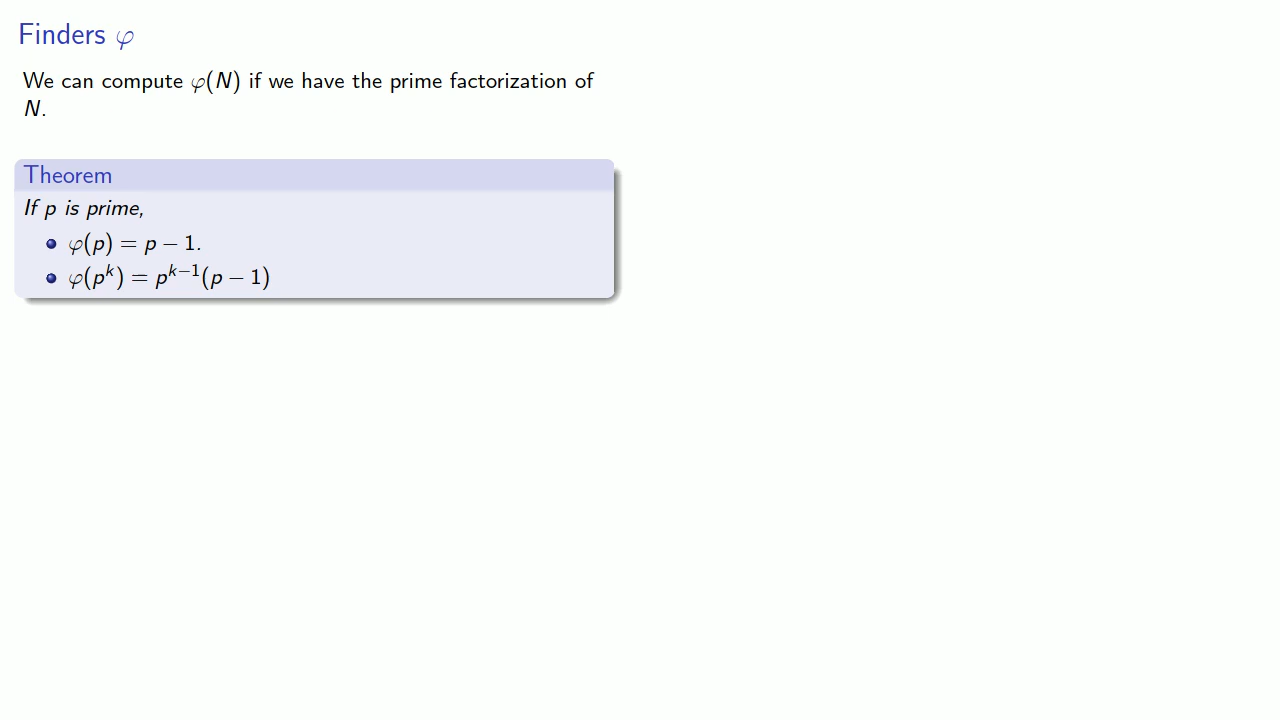 Finders φ
We can compute φ(N) if we have the prime factorization of
N.
Theorem
If p is prime,
φ(p) = p − 1.
φ(p^k) = p^{k−1}(p − 1)